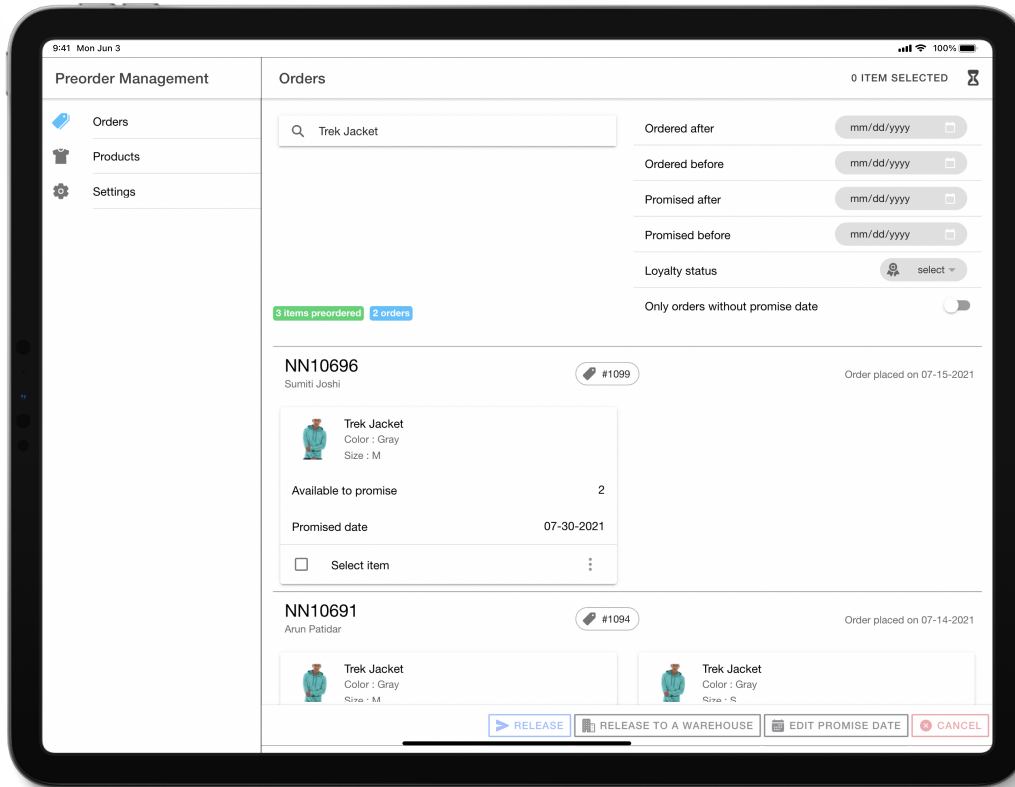 9:41 Mon Jun 3
100%
Preorder Management
Orders
Products
Settings
Orders
0 ITEM SELECTED
Trek Jacket
Ordered after
mm/dd/yyyy
Ordered before
mm/dd/yyyy
Promised after
mm/dd/yyyy
Promised before
mm/dd/yyyy
Loyalty status
select
Only orders without promise date
3 items preordered
2 orders
NN10696
Sumiti Joshi
#1099
Order placed on 07-15-2021
Trek Jacket
Color : Gray
Size : M
Available to promise
2
Promised date
07-30-2021
Select item
NN10691
Arun Patidar
#1094
Order placed on 07-14-2021
Trek Jacket
Color : Gray
Size : M
Trek Jacket
Color : Gray
Size : S
RELEASE
RELEASE TO A WAREHOUSE
EDIT PROMISE DATE
CANCEL